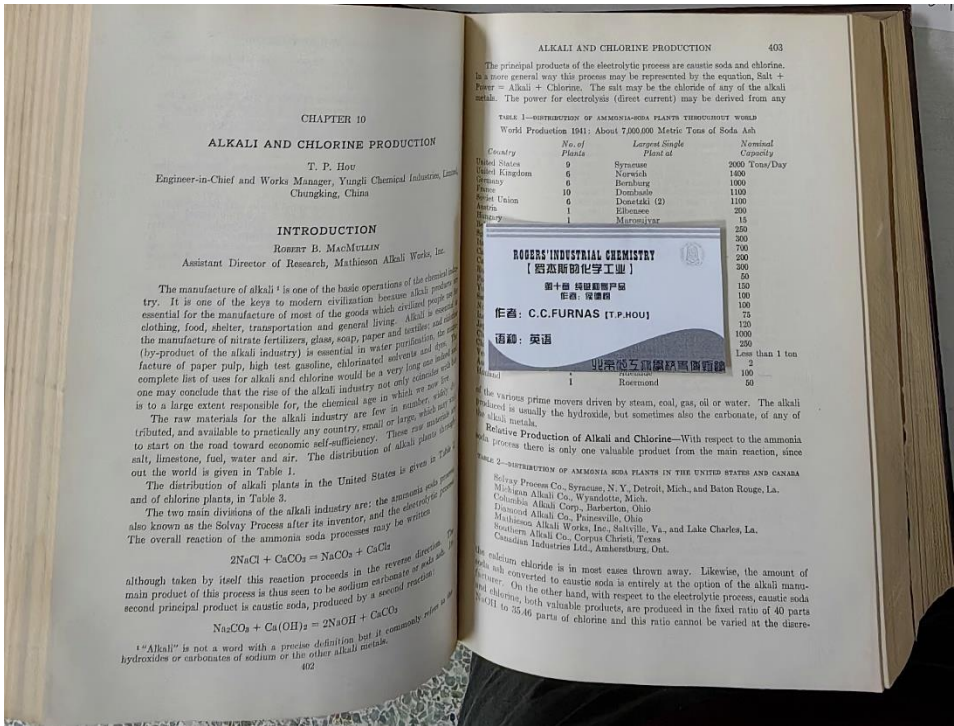 CHAPTER 10
ALKALI AND CHLORINE PRODUCTION
T. P. HOU
Engineer-in-Chief and Works Manager, Yungli Chemical Industries, Limited,
Chungking, China
INTRODUCTION
ROBERT B. MACMULLIN
Assistant Director of Research, Mathieson Alkali Works, Inc.
The manufacture of alkali ¹ is one of the basic operations of the chemical
try. It is one of the keys to modern civilization because alkali
essential for the manufacture of most of the goods which civilized people
clothing, food, shelter, transportation and general living. Alkali is essential
the manufacture of nitrate fertilizers, glass, soap, paper and textiles; and
(by-product of the alkali industry) is essential in water purification, the
facture of paper pulp, high test gasoline, chlorinated solvents and dyes. The
complete list of uses for alkali and chlorine would be a very long one indeed
one may conclude that the rise of the alkali industry not only coincides with
is to a large extent responsible for, the chemical age in which we now live.
The raw materials for the alkali industry are few in number, widely
tributed, and available to practically any country, small or large, which may
to start on the road toward economic self-sufficiency. These raw materials
salt, limestone, fuel, water and air. The distribution of alkali plants through
out the world is given in Table 1.
The distribution of alkali plants in the United States is given in Table
and of chlorine plants, in Table 3.
The two main divisions of the alkali industry are: the ammonia soda
also known as the Solvay Process after its inventor, and the electrolytic
The overall reaction of the ammonia soda processes may be written
2NaCl + CaCO₃ = NaCO₃ + CaCl₂
although taken by itself this reaction proceeds in the reverse direction. The
main product of this process is thus seen to be sodium carbonate or soda ash.
second principal product is caustic soda, produced by a second reaction:
Na₂CO₃ + Ca(OH)₂ = 2NaOH + CaCO₃
¹ "Alkali" is not a word with a precise definition but it commonly refers to the
hydroxides or carbonates of sodium or the other alkali metals.
402
ALKALI AND CHLORINE PRODUCTION 403
The principal products of the electrolytic process are caustic soda and chlorine.
In a more general way this process may be represented by the equation, Salt +
Power = Alkali + Chlorine. The salt may be the chloride of any of the alkali
metals. The power for electrolysis (direct current) may be derived from any
TABLE 1—DISTRIBUTION OF AMMONIA-SODA PLANTS THROUGHOUT WORLD
World Production 1941: About 7,000,000 Metric Tons of Soda Ash
Country No. of Plants Largest Single Plant at Nominal Capacity
United States 9 Syracuse 2000 Tons/Day
United Kingdom 6 Norwich 1400
Germany 6 Bernburg 1000
France 10 Dombasle 1100
Soviet Union 6 Donetzki (2) 1100
Austria 1 Ebensee 200
Hungary 1 Marosujvar 15
250
300
700
200
300
50
150
100
100
75
120
1000
250
Less than 1 ton
2
100
1 Roermond 50
ROGERS'INDUSTRIAL CHEMISTRY
【罗杰斯的化学工业】
第十章 纯碱和氯产品
作者：侯德榜
作者：C.C.FURNAS [T.P.HOU]
语种：英语
of the various prime movers driven by steam, coal, gas, oil or water. The alkali
produced is usually the hydroxide, but sometimes also the carbonate, of any of
the alkali metals.
Relative Production of Alkali and Chlorine—With respect to the ammonia
soda process there is only one valuable product from the main reaction, since
TABLE 2—DISTRIBUTION OF AMMONIA SODA PLANTS IN THE UNITED STATES AND CANADA
Solvay Process Co., Syracuse, N. Y., Detroit, Mich., and Baton Rouge, La.
Michigan Alkali Co., Wyandotte, Mich.
Columbia Alkali Corp., Barberton, Ohio
Diamond Alkali Co., Painesville, Ohio
Mathieson Alkali Works, Inc., Saltville, Va., and Lake Charles, La.
Southern Alkali Co., Corpus Christi, Texas
Canadian Industries Ltd., Amherstburg, Ont.
the calcium chloride is in most cases thrown away. Likewise, the amount of
soda ash converted to caustic soda is entirely at the option of the alkali manu-
facturer. On the other hand, with respect to the electrolytic process, caustic soda
and chlorine, both valuable products, are produced in the fixed ratio of 40 parts
NaOH to 35.46 parts of chlorine and this ratio cannot be varied at the discre-